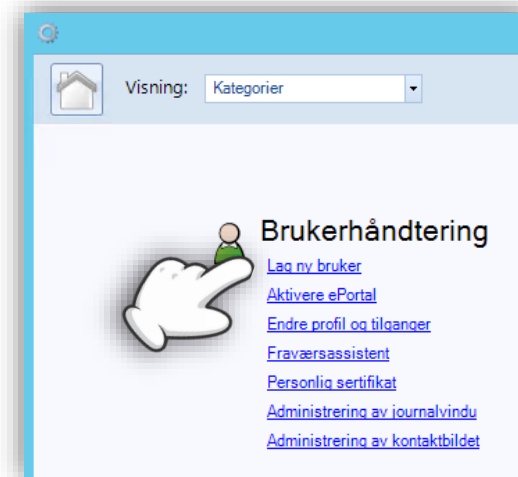 Visning: Kategorier
Brukerhåndtering
Lag ny bruker
Aktivere ePortal
Endre profil og tilganger
Fraværsassistent
Personlig sertifikat
Administrering av journalvindu
Administrering av kontaktbildet